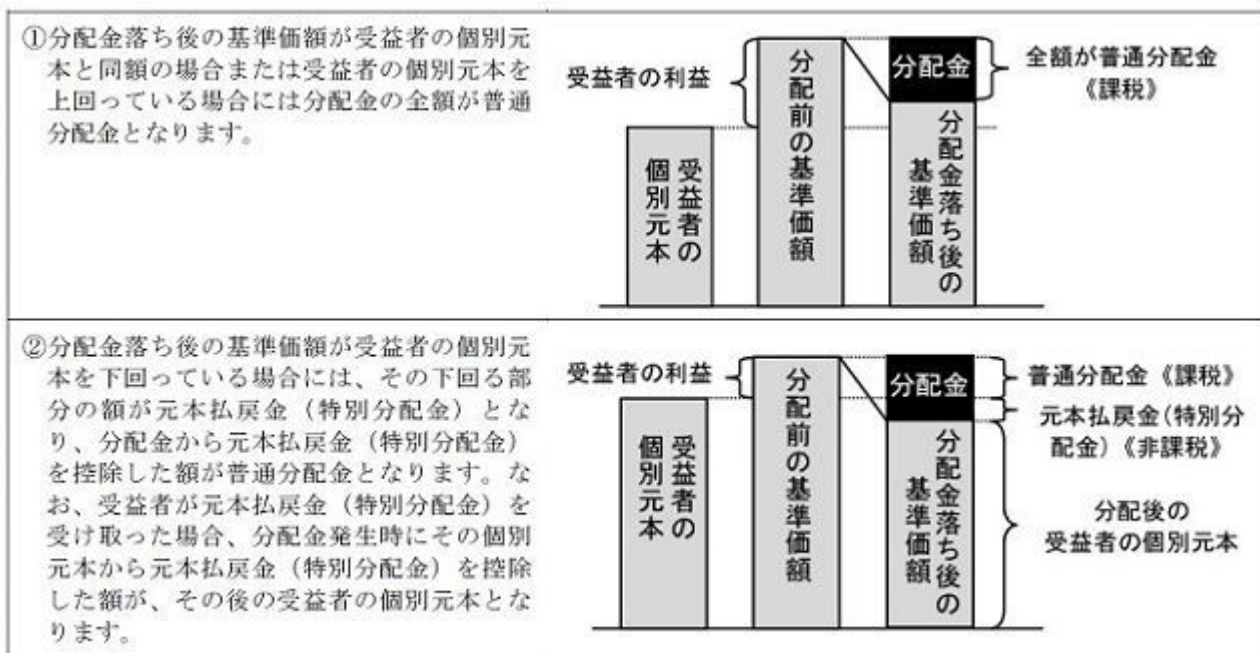 ①分配金落ち後の基準価額が受益者の個別元
本と同額の場合または受益者の個別元本を
上回っている場合には分配金の全額が普通
分配金となります。
受益者の利益
受益者の
個別元本
分配前の基準価額
分配金
分配金落ち後の
基準価額
全額が普通分配金
《課税》
②分配金落ち後の基準価額が受益者の個別元
本を下回っている場合には、その下回る部
分の額が元本払戻金（特別分配金）とな
り、分配金から元本払戻金（特別分配金）
を控除した額が普通分配金となります。な
お、受益者が元本払戻金（特別分配金）を
受け取った場合、分配金発生時にその個別
元本から元本払戻金（特別分配金）を控除
した額が、その後の受益者の個別元本とな
ります。
受益者の利益
受益者の
個別元本
分配前の基準価額
分配金
分配金落ち後の
基準価額
普通分配金《課税》
元本払戻金(特別分
配金)《非課税》
分配後の
受益者の個別元本